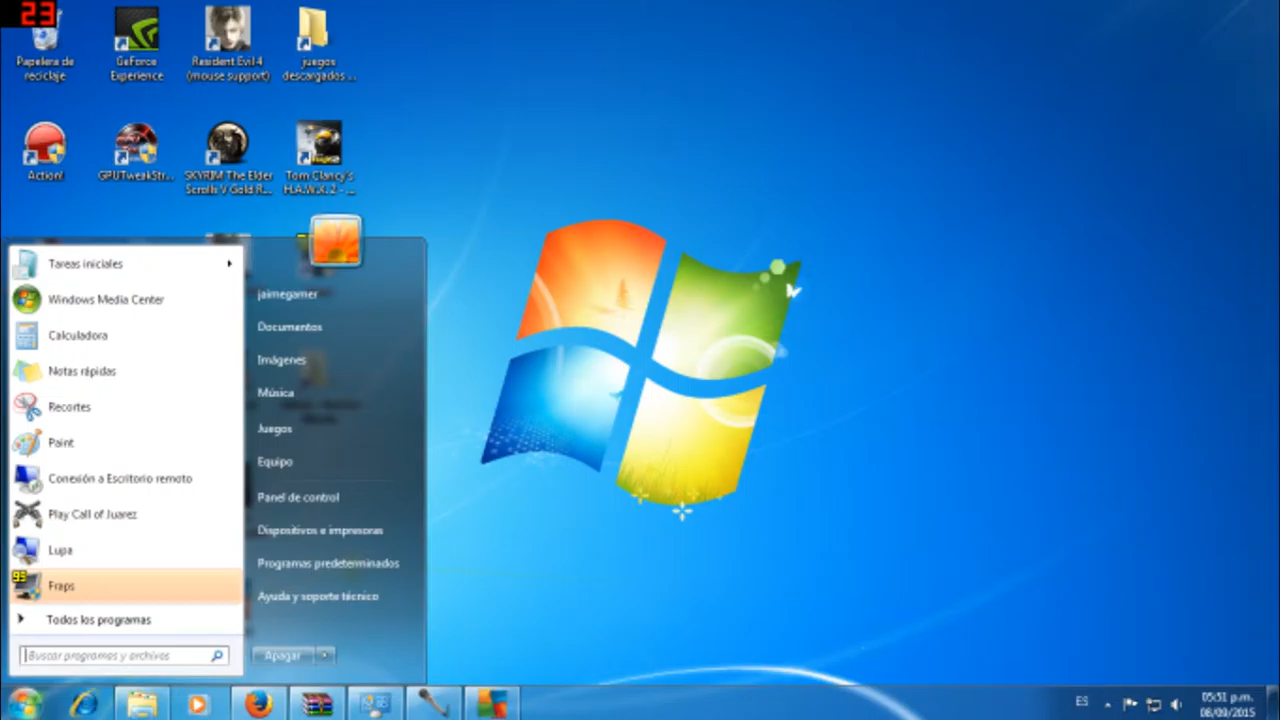 23
Papelera de
reciclaje
GeForce
Experience
Resident Evil 4
(mouse support)
juegos
descargados...
Action!
GPUTweakStr...
SKYRIM The Elder
Scrolls V Gold R...
Tom Clancy's
H.A.W.X. 2 - ...
Tareas iniciales
Windows Media Center
Calculadora
Notas rápidas
Recortes
Paint
Conexión a Escritorio remoto
Play Call of Juarez
Lupa
99
Fraps
Todos los programas
Buscar programas y archivos
jaimegamer
Documentos
Imágenes
Música
Juegos
Equipo
Panel de control
Dispositivos e impresoras
Programas predeterminados
Ayuda y soporte técnico
Apagar
ES
05:51 p.m.
08/09/2015